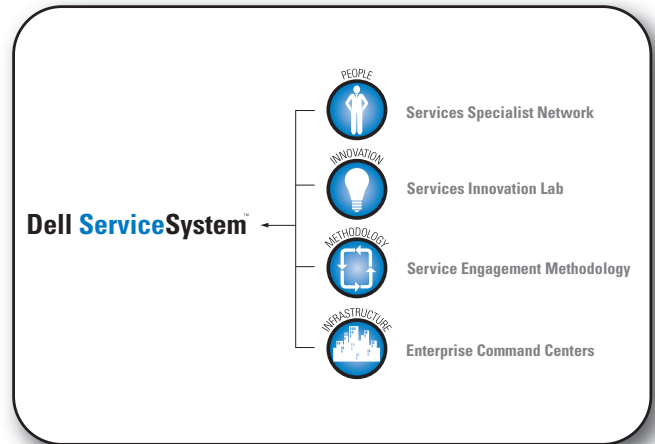 PEOPLE
Services Specialist Network
INNOVATION
Services Innovation Lab
Dell ServiceSystem™
METHODOLOGY
Service Engagement Methodology
INFRASTRUCTURE
Enterprise Command Centers